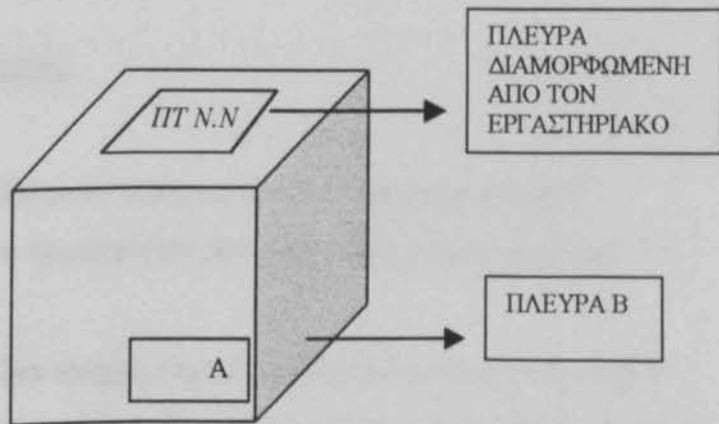 ΠΛΕΥΡΑ
ΔΙΑΜΟΡΦΩΜΕΝΗ
ΑΠΟ ΤΟΝ
ΕΡΓΑΣΤΗΡΙΑΚΟ
ΠΤ Ν.Ν
ΠΛΕΥΡΑ Β
Α